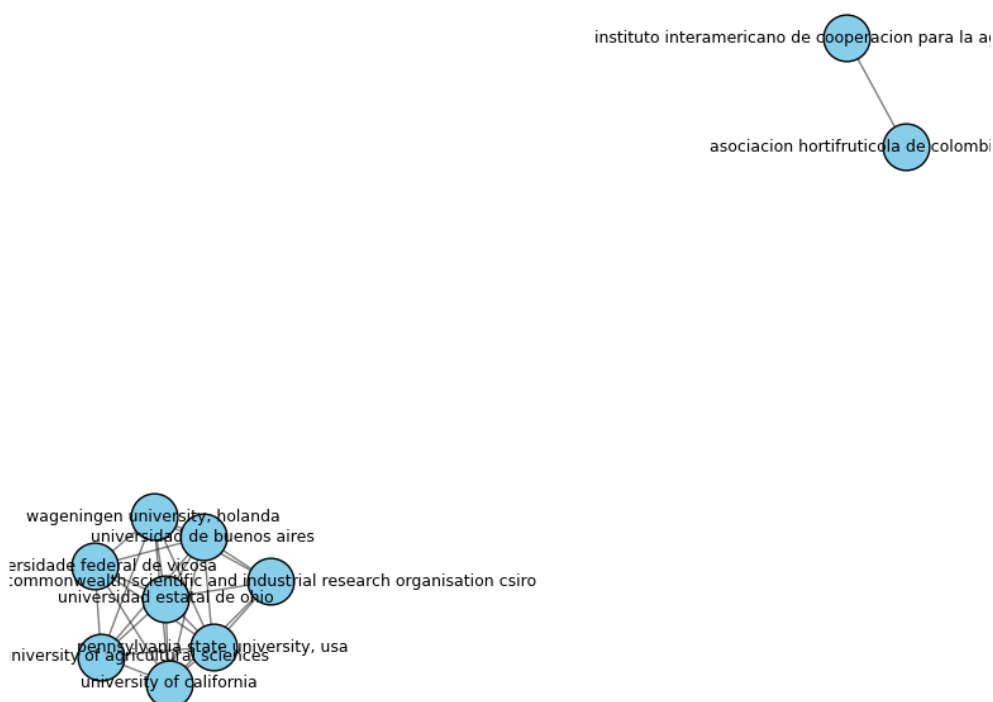 instituto interamericano de cooperacion para la ag
asociacion hortifruticola de colombi
wageningen university, holanda
universidad de buenos aires
ersidade federal de vicosa
commonwealth scientific and industrial research organisation csiro
universidad estatal de ohio
pennsylvania state university, usa
niversity of agricultural sciences
university of california